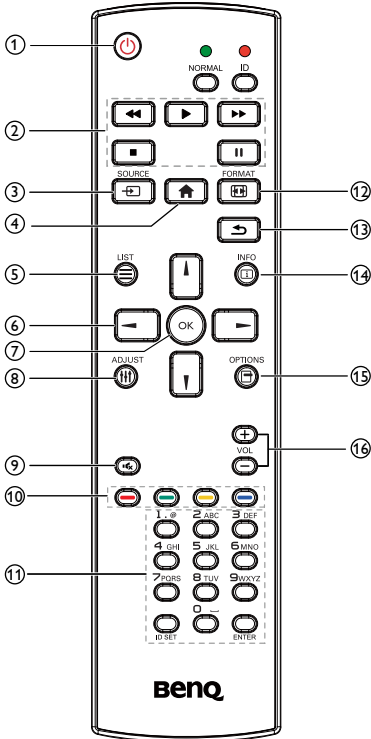 1
NORMAL ID
2
SOURCE FORMAT
3 12
4 13
LIST INFO
5 14
6
OK
7
ADJUST OPTIONS
8 15
+
VOL 16
−
9
10
1.@ 2 ABC 3 DEF
4 GHI 5 JKL 6 MNO
11
7 PQRS 8 TUV 9 WXYZ
0 ⎵
ID SET ENTER
BenQ